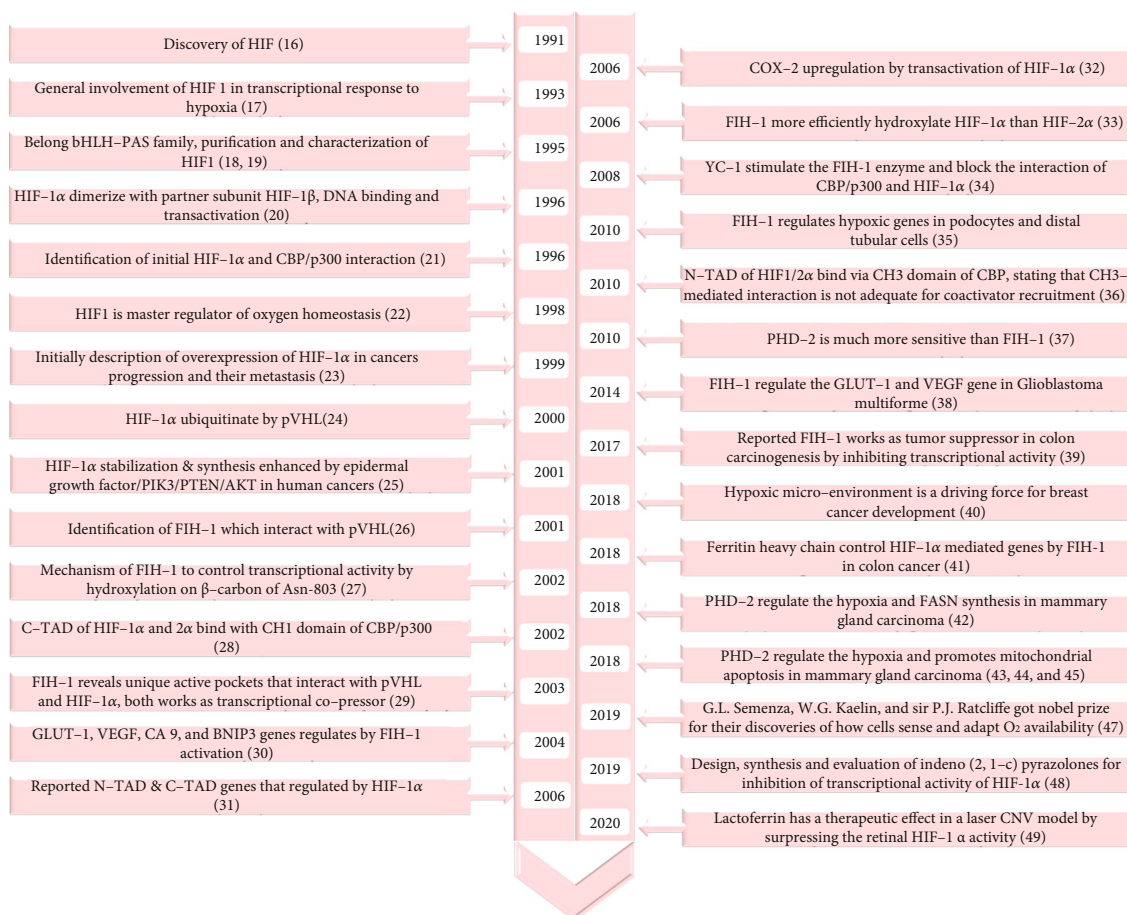 Discovery of HIF (16)
1991
General involvement of HIF 1 in transcriptional response to
hypoxia (17)
1993
Belong bHLH–PAS family, purification and characterization of
HIF1 (18, 19)
1995
HIF–1α dimerize with partner subunit HIF–1β, DNA binding and
transactivation (20)
1996
Identification of initial HIF–1α and CBP/p300 interaction (21)
1996
HIF1 is master regulator of oxygen homeostasis (22)
1998
Initially description of overexpression of HIF–1α in cancers
progression and their metastasis (23)
1999
HIF–1α ubiquitinate by pVHL(24)
2000
HIF–1α stabilization & synthesis enhanced by epidermal
growth factor/PIK3/PTEN/AKT in human cancers (25)
2001
Identification of FIH–1 which interact with pVHL(26)
2001
Mechanism of FIH–1 to control transcriptional activity by
hydroxylation on β–carbon of Asn-803 (27)
2002
C–TAD of HIF–1α and 2α bind with CH1 domain of CBP/p300
(28)
2002
FIH–1 reveals unique active pockets that interact with pVHL
and HIF–1α, both works as transcriptional co–pressor (29)
2003
GLUT–1, VEGF, CA 9, and BNIP3 genes regulates by FIH–1
activation (30)
2004
Reported N–TAD & C–TAD genes that regulated by HIF–1α
(31)
2006
2006
COX–2 upregulation by transactivation of HIF–1α (32)
2006
FIH–1 more efficiently hydroxylate HIF–1α than HIF–2α (33)
2008
YC–1 stimulate the FIH-1 enzyme and block the interaction of
CBP/p300 and HIF–1α (34)
2010
FIH–1 regulates hypoxic genes in podocytes and distal
tubular cells (35)
2010
N–TAD of HIF1/2α bind via CH3 domain of CBP, stating that CH3–
mediated interaction is not adequate for coactivator recruitment (36)
2010
PHD–2 is much more sensitive than FIH–1 (37)
2014
FIH–1 regulate the GLUT–1 and VEGF gene in Glioblastoma
multiforme (38)
2017
Reported FIH–1 works as tumor suppressor in colon
carcinogenesis by inhibiting transcriptional activity (39)
2018
Hypoxic micro–environment is a driving force for breast
cancer development (40)
2018
Ferritin heavy chain control HIF–1α mediated genes by FIH-1
in colon cancer (41)
2018
PHD–2 regulate the hypoxia and FASN synthesis in mammary
gland carcinoma (42)
2018
PHD–2 regulate the hypoxia and promotes mitochondrial
apoptosis in mammary gland carcinoma (43, 44, and 45)
2019
G.L. Semenza, W.G. Kaelin, and sir P.J. Ratcliffe got nobel prize
for their discoveries of how cells sense and adapt O₂ availability (47)
2019
Design, synthesis and evaluation of indeno (2, 1–c) pyrazolones for
inhibition of transcriptional activity of HIF-1α (48)
2020
Lactoferrin has a therapeutic effect in a laser CNV model by
surpressing the retinal HIF–1 α activity (49)